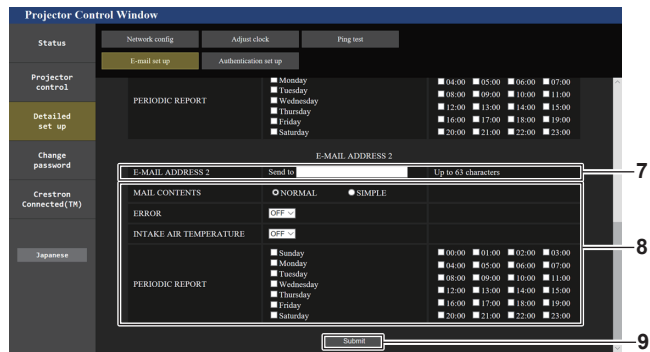 Projector Control Window
Status
Network config Adjust clock Ping test
E-mail set up Authentication set up
Projector
control
Detailed
set up
Change
password
Crestron
Connected(TM)
Japanese
PERIODIC REPORT
Monday
Tuesday
Wednesday
Thursday
Friday
Saturday
04:00 05:00 06:00 07:00
08:00 09:00 10:00 11:00
12:00 13:00 14:00 15:00
16:00 17:00 18:00 19:00
20:00 21:00 22:00 23:00
E-MAIL ADDRESS 2
E-MAIL ADDRESS 2 Send to Up to 63 characters
7
MAIL CONTENTS NORMAL SIMPLE
ERROR OFF
INTAKE AIR TEMPERATURE OFF
8
PERIODIC REPORT
Sunday
Monday
Tuesday
Wednesday
Thursday
Friday
Saturday
00:00 01:00 02:00 03:00
04:00 05:00 06:00 07:00
08:00 09:00 10:00 11:00
12:00 13:00 14:00 15:00
16:00 17:00 18:00 19:00
20:00 21:00 22:00 23:00
Submit
9